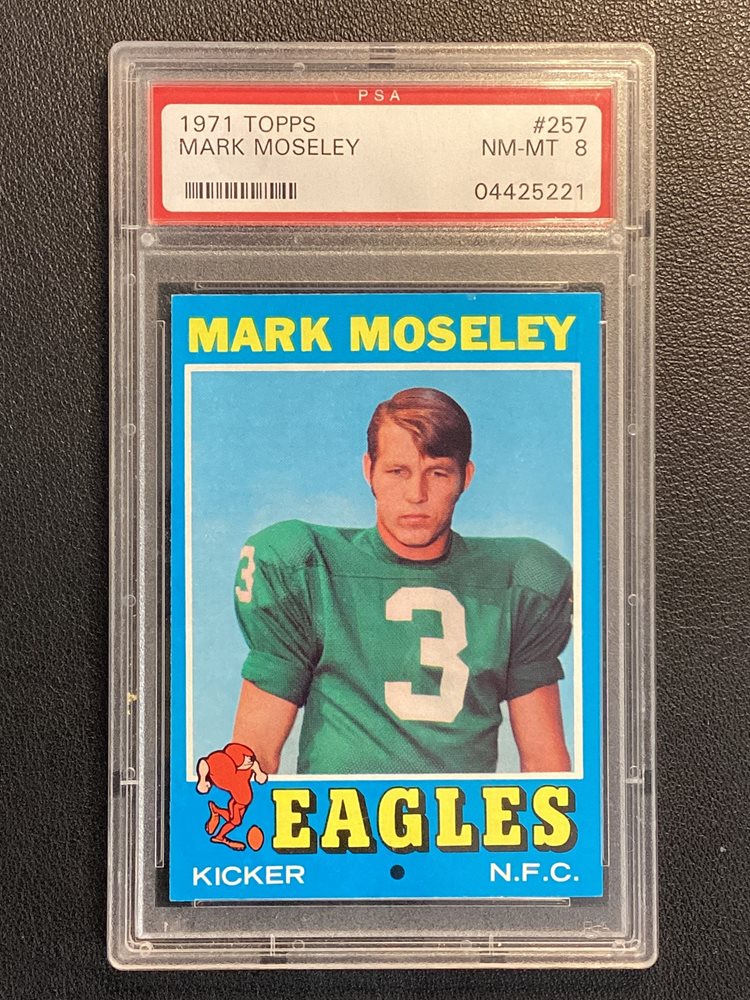 PSA
1971 TOPPS #257
MARK MOSELEY NM-MT 8
04425221
MARK MOSELEY
3
3
EAGLES
KICKER N.F.C.